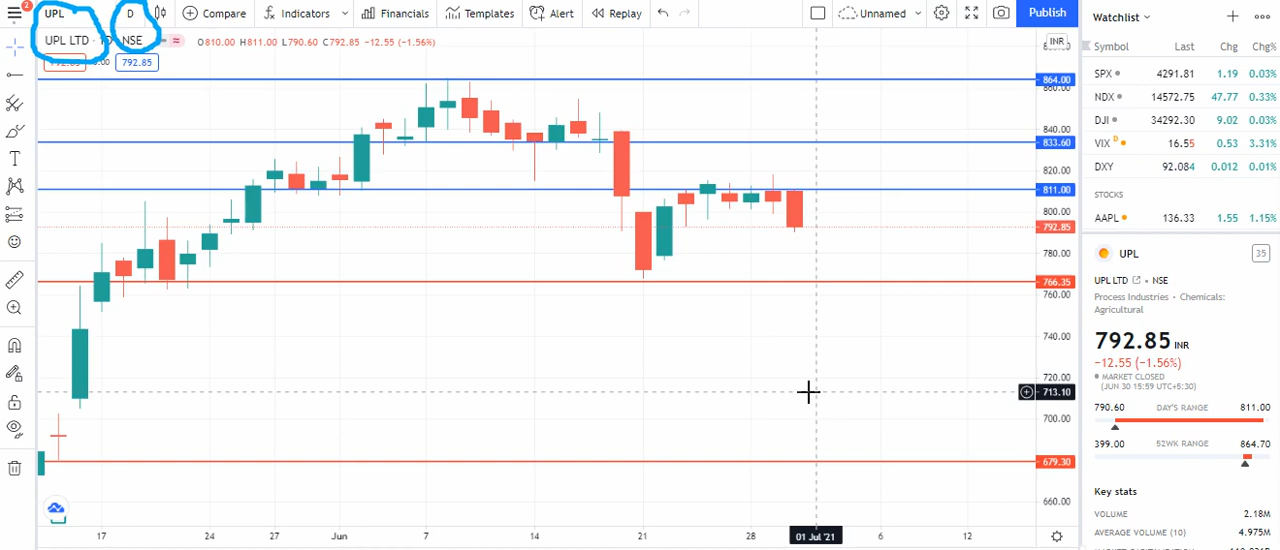 2
UPL
D
Compare
Indicators
Financials
Templates
Alert
Replay
Unnamed
Publish
UPL LTD
NSE
O810.00 H811.00 L790.60 C792.85 −12.55 (−1.56%)
792.85
INR
864.00
860.00
840.00
833.60
820.00
811.00
800.00
792.85
780.00
766.35
760.00
740.00
720.00
713.10
700.00
679.30
660.00
17
24
27
Jun
7
14
21
28
01 Jul '21
6
12
Watchlist
Symbol Last Chg Chg%
SPX 4291.81 1.19 0.03%
NDX 14572.75 47.77 0.33%
DJI 34292.30 9.02 0.03%
VIX D 16.55 0.53 3.31%
DXY 92.084 0.012 0.01%
STOCKS
AAPL 136.33 1.55 1.15%
UPL 35
UPL LTD • NSE
Process Industries • Chemicals:
Agricultural
792.85 INR
−12.55 (−1.56%)
MARKET CLOSED
(JUN 30 15:59 UTC+5:30)
790.60 DAY'S RANGE 811.00
399.00 52WK RANGE 864.70
Key stats
VOLUME 2.18M
AVERAGE VOLUME (10) 4.975M